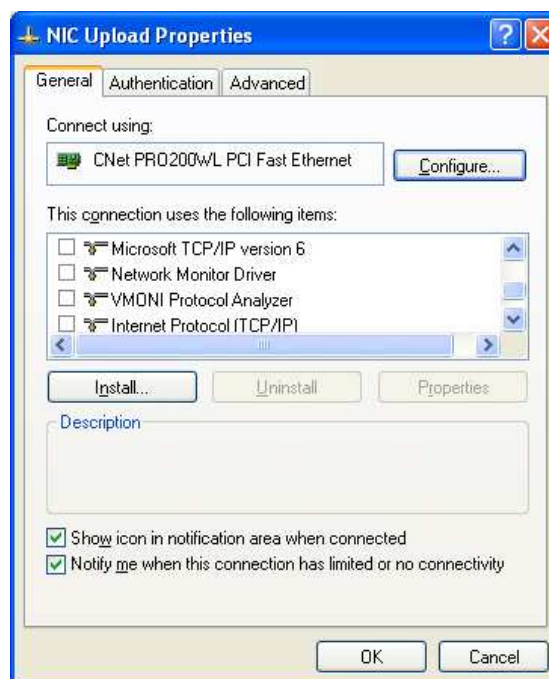 NIC Upload Properties
General Authentication Advanced
Connect using:
CNet PRO200WL PCI Fast Ethernet Configure...
This connection uses the following items:
Microsoft TCP/IP version 6
Network Monitor Driver
VMONI Protocol Analyzer
Internet Protocol (TCP/IP)
Install... Uninstall Properties
Description
Show icon in notification area when connected
Notify me when this connection has limited or no connectivity
OK Cancel